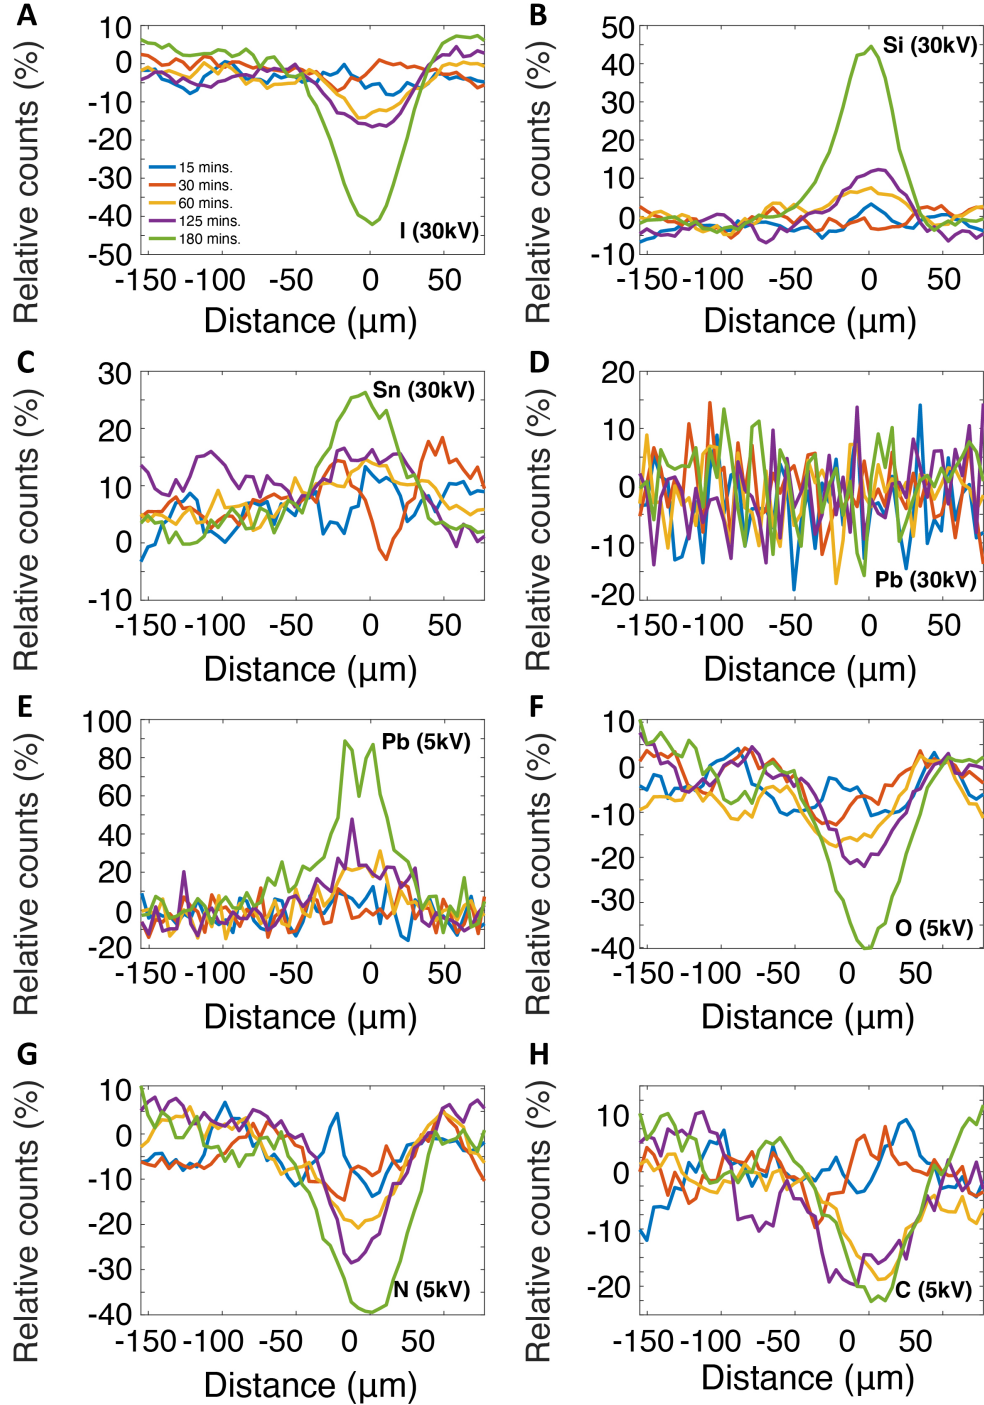 A
Relative counts (%)
10
0
-10
-20
-30
-40
-50
15 mins.
30 mins.
60 mins.
125 mins.
180 mins.
I (30kV)
-150 -100 -50 0 50
Distance (µm)
B
Relative counts (%)
50
40
30
20
10
0
-10
Si (30kV)
-150 -100 -50 0 50
Distance (µm)
C
Relative counts (%)
30
20
10
0
-10
Sn (30kV)
-150 -100 -50 0 50
Distance (µm)
D
Relative counts (%)
20
10
0
-10
-20
Pb (30kV)
-150 -100 -50 0 50
Distance (µm)
E
Relative counts (%)
100
80
60
40
20
0
-20
Pb (5kV)
-150 -100 -50 0 50
Distance (µm)
F
Relative counts (%)
10
0
-10
-20
-30
-40
O (5kV)
-150 -100 -50 0 50
Distance (µm)
G
Relative counts (%)
10
0
-10
-20
-30
-40
N (5kV)
-150 -100 -50 0 50
Distance (µm)
H
Relative counts (%)
10
0
-10
-20
C (5kV)
-150 -100 -50 0 50
Distance (µm)